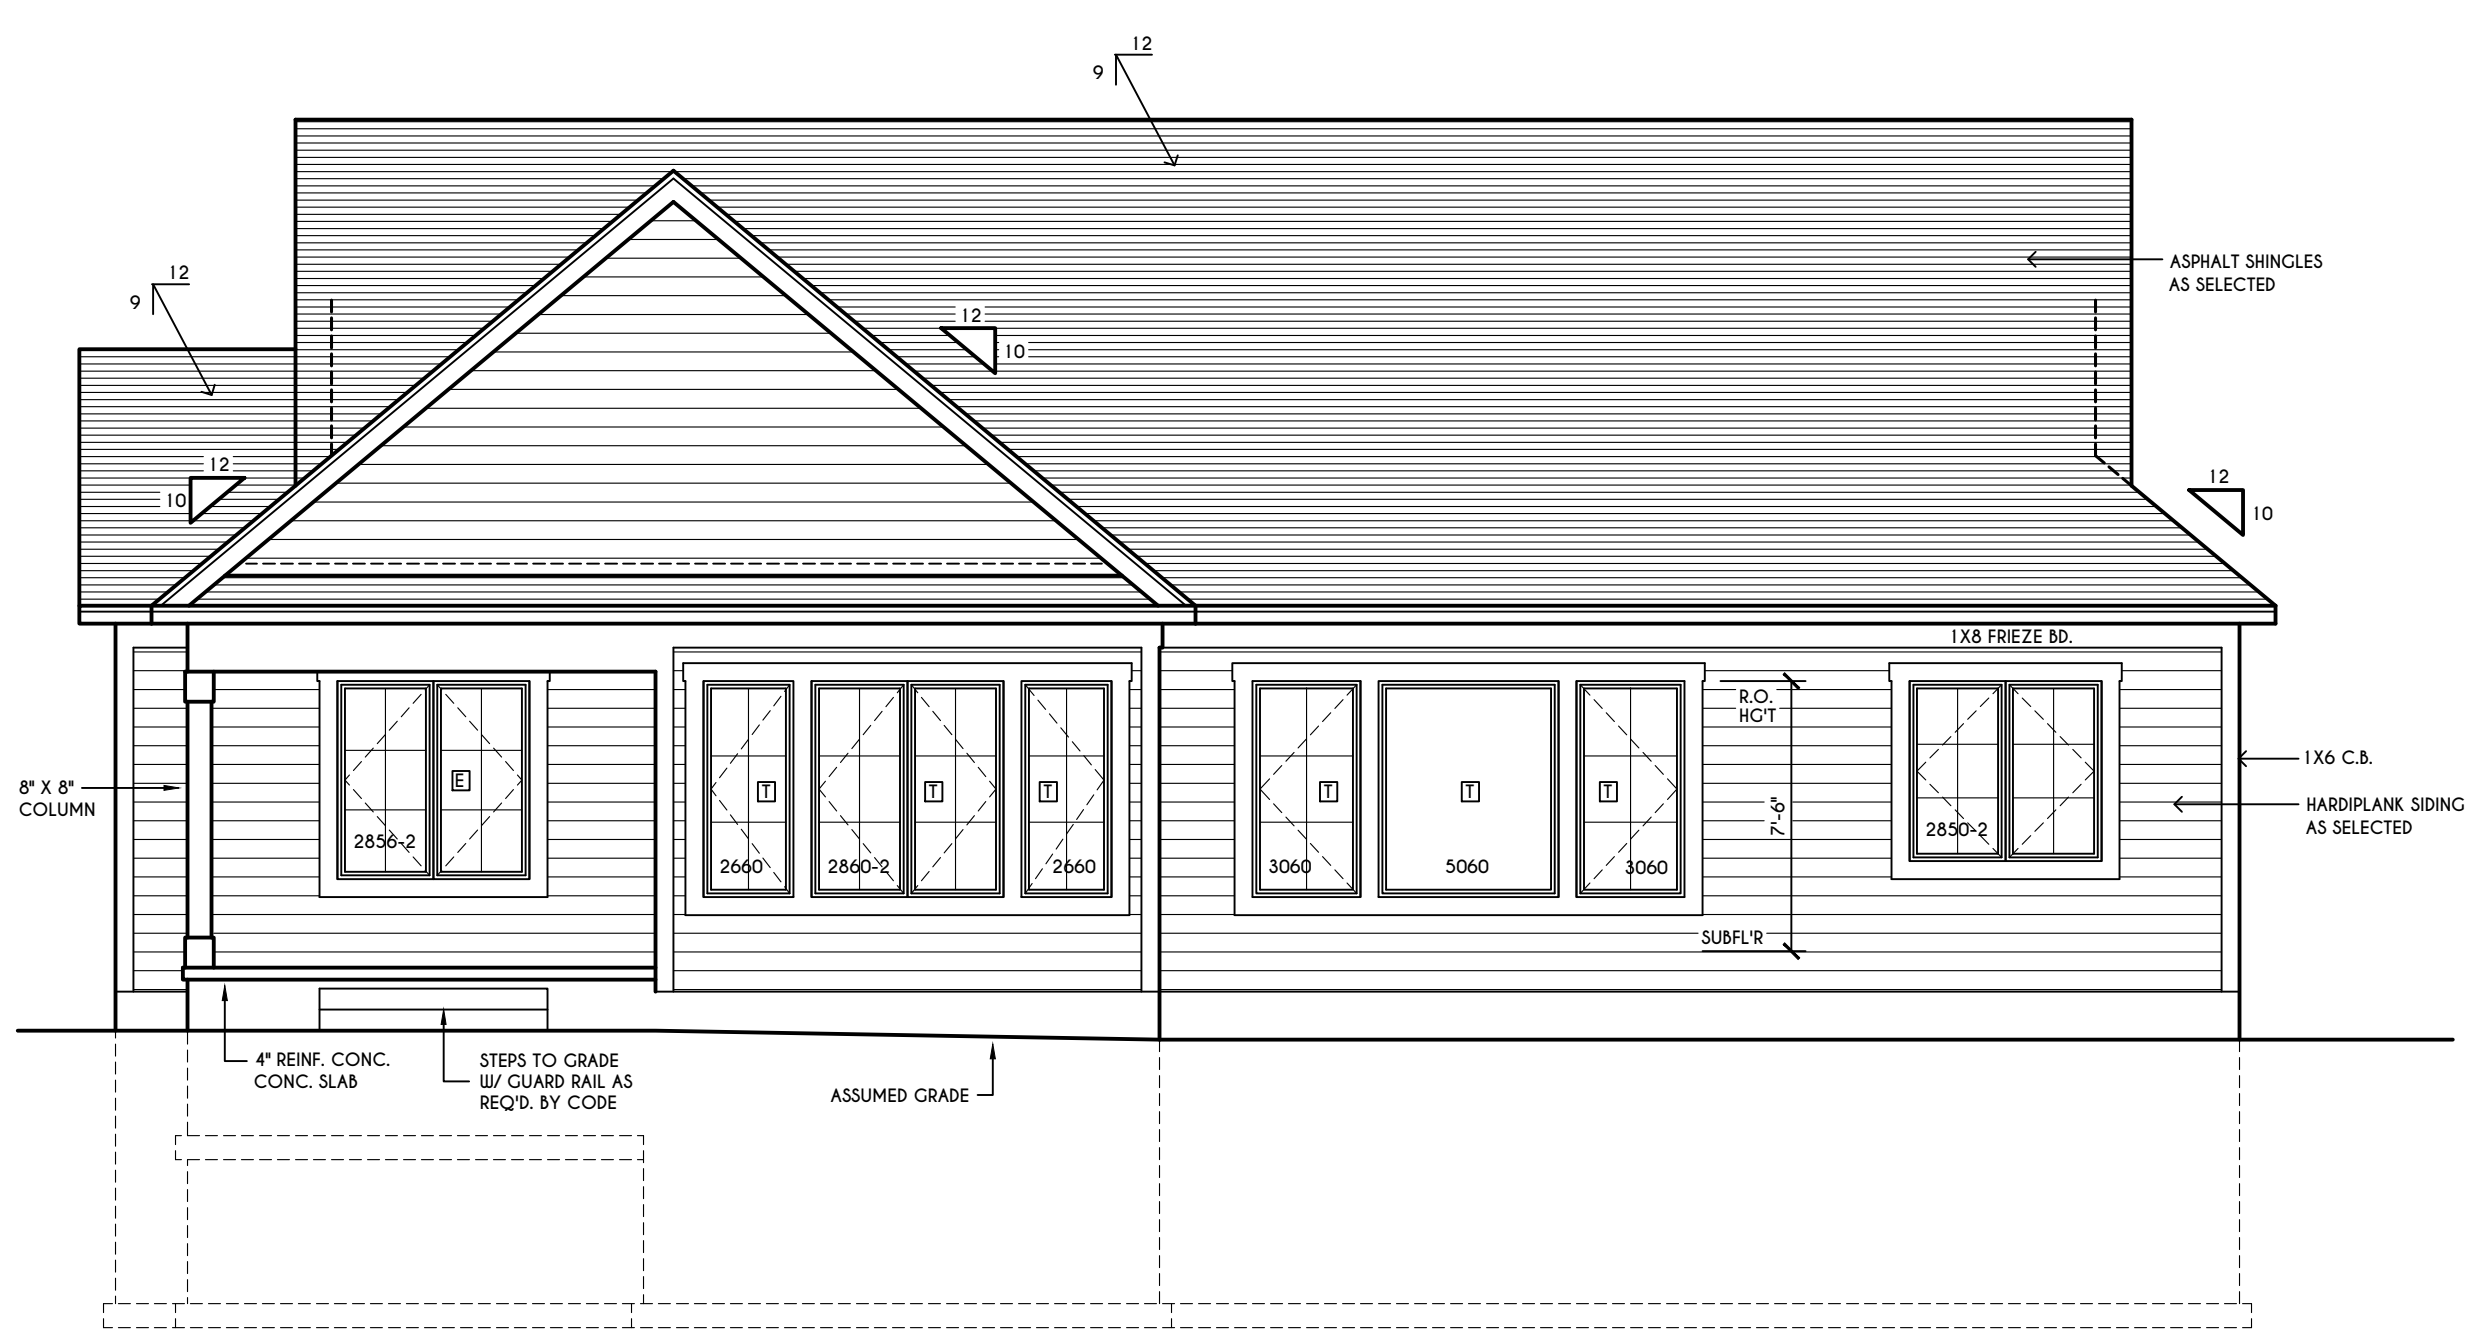 12
9
ASPHALT SHINGLES
AS SELECTED
12
9
12
10
12
10
12
10
1X8 FRIEZE BD.
R.O.
HG'T
7'-6"
SUBFL'R
1X6 C.B.
HARDIPLANK SIDING
AS SELECTED
8" X 8"
COLUMN
E
2856-2
T
T
T
2660
2860-2
2660
T
T
T
3060
5060
3060
2850-2
4" REINF. CONC.
CONC. SLAB
STEPS TO GRADE
W/ GUARD RAIL AS
REQ'D. BY CODE
ASSUMED GRADE